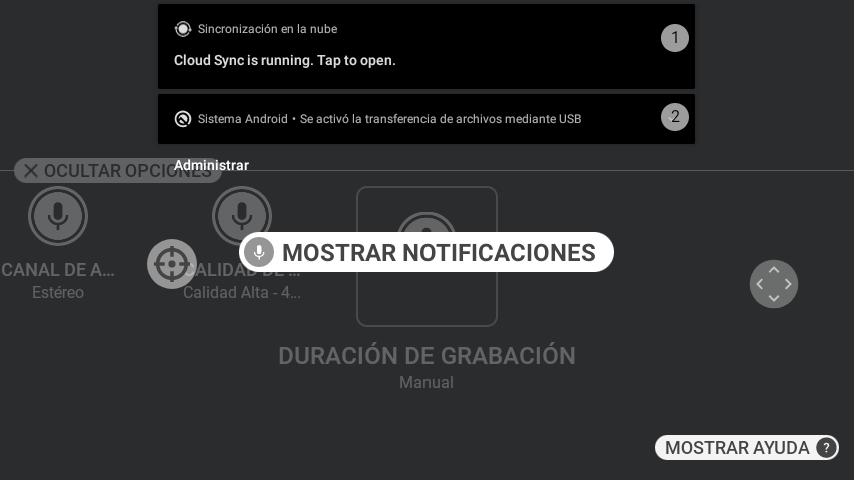 Sincronización en la nube
1
Cloud Sync is running. Tap to open.
Sistema Android • Se activó la transferencia de archivos mediante USB
2
Administrar
OCULTAR OPCIONES
MOSTRAR NOTIFICACIONES
CANAL DE A...
CALIDAD DE ...
Estéreo
Calidad Alta - 4...
DURACIÓN DE GRABACIÓN
Manual
MOSTRAR AYUDA ?